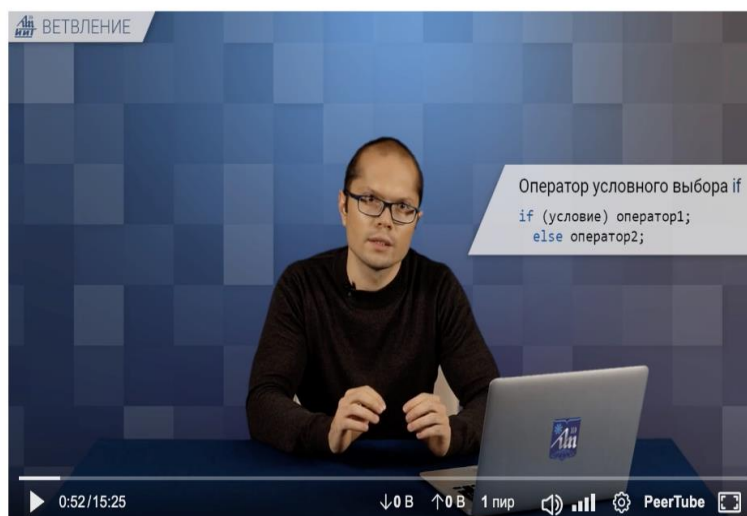 ВЕТВЛЕНИЕ
Оператор условного выбора if
if (условие) оператор1;
else оператор2;
0:52/15:25
↓0 B ↑0 B 1 пир
PeerTube